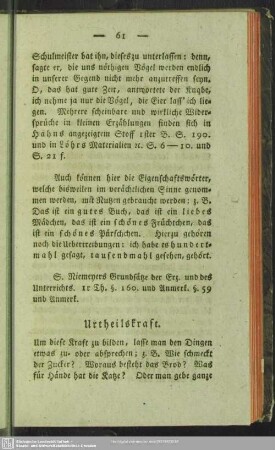 — 61 —
Schulmeister bat ihn, dieses zu unterlassen: denn,
sagte er, die uns nöthigen Vögel werden endlich
in unserer Gegend nicht mehr anzutreffen seyn.
O, das hat gute Zeit, antwortete der Knabe,
ich nehme ja nur die Vögel, die Eier lass' ich lie-
gen. Mehrere scheinbare und wirkliche Wider-
sprüche in kleinen Erzählungen finden sich in
Hahns angezeigtem Stoff 1ster B. S. 190.
und in Löhrs Materialien ꝛc. S. 6—10. und
S. 21 f.
Auch können hier die Eigenschaftswörter,
welche bisweilen im verächtlichen Sinne genom-
men werden, mit Nutzen gebraucht werden: z. B.
Das ist ein gutes Buch, das ist ein liebes
Mädchen, das ist ein schönes Früchtchen, das
ist ein schönes Pärkchen. Hierzu gehören
noch die Uebertreibungen: ich habe es hundert-
mahl gesagt, tausendmahl gesehen, gehört.
S. Niemeyers Grundsätze der Erz. und des
Unterrichts. 1r Th. §. 160. und Anmerk. §. 59
und Anmerk.
Urtheilskraft.
Um diese Kraft zu bilden, lasse man den Dingen
etwas zu- oder absprechen; z. B. Wie schmeckt
der Zucker? Woraus besteht das Brod? Was
für Hände hat die Katze? Oder man gebe ganze